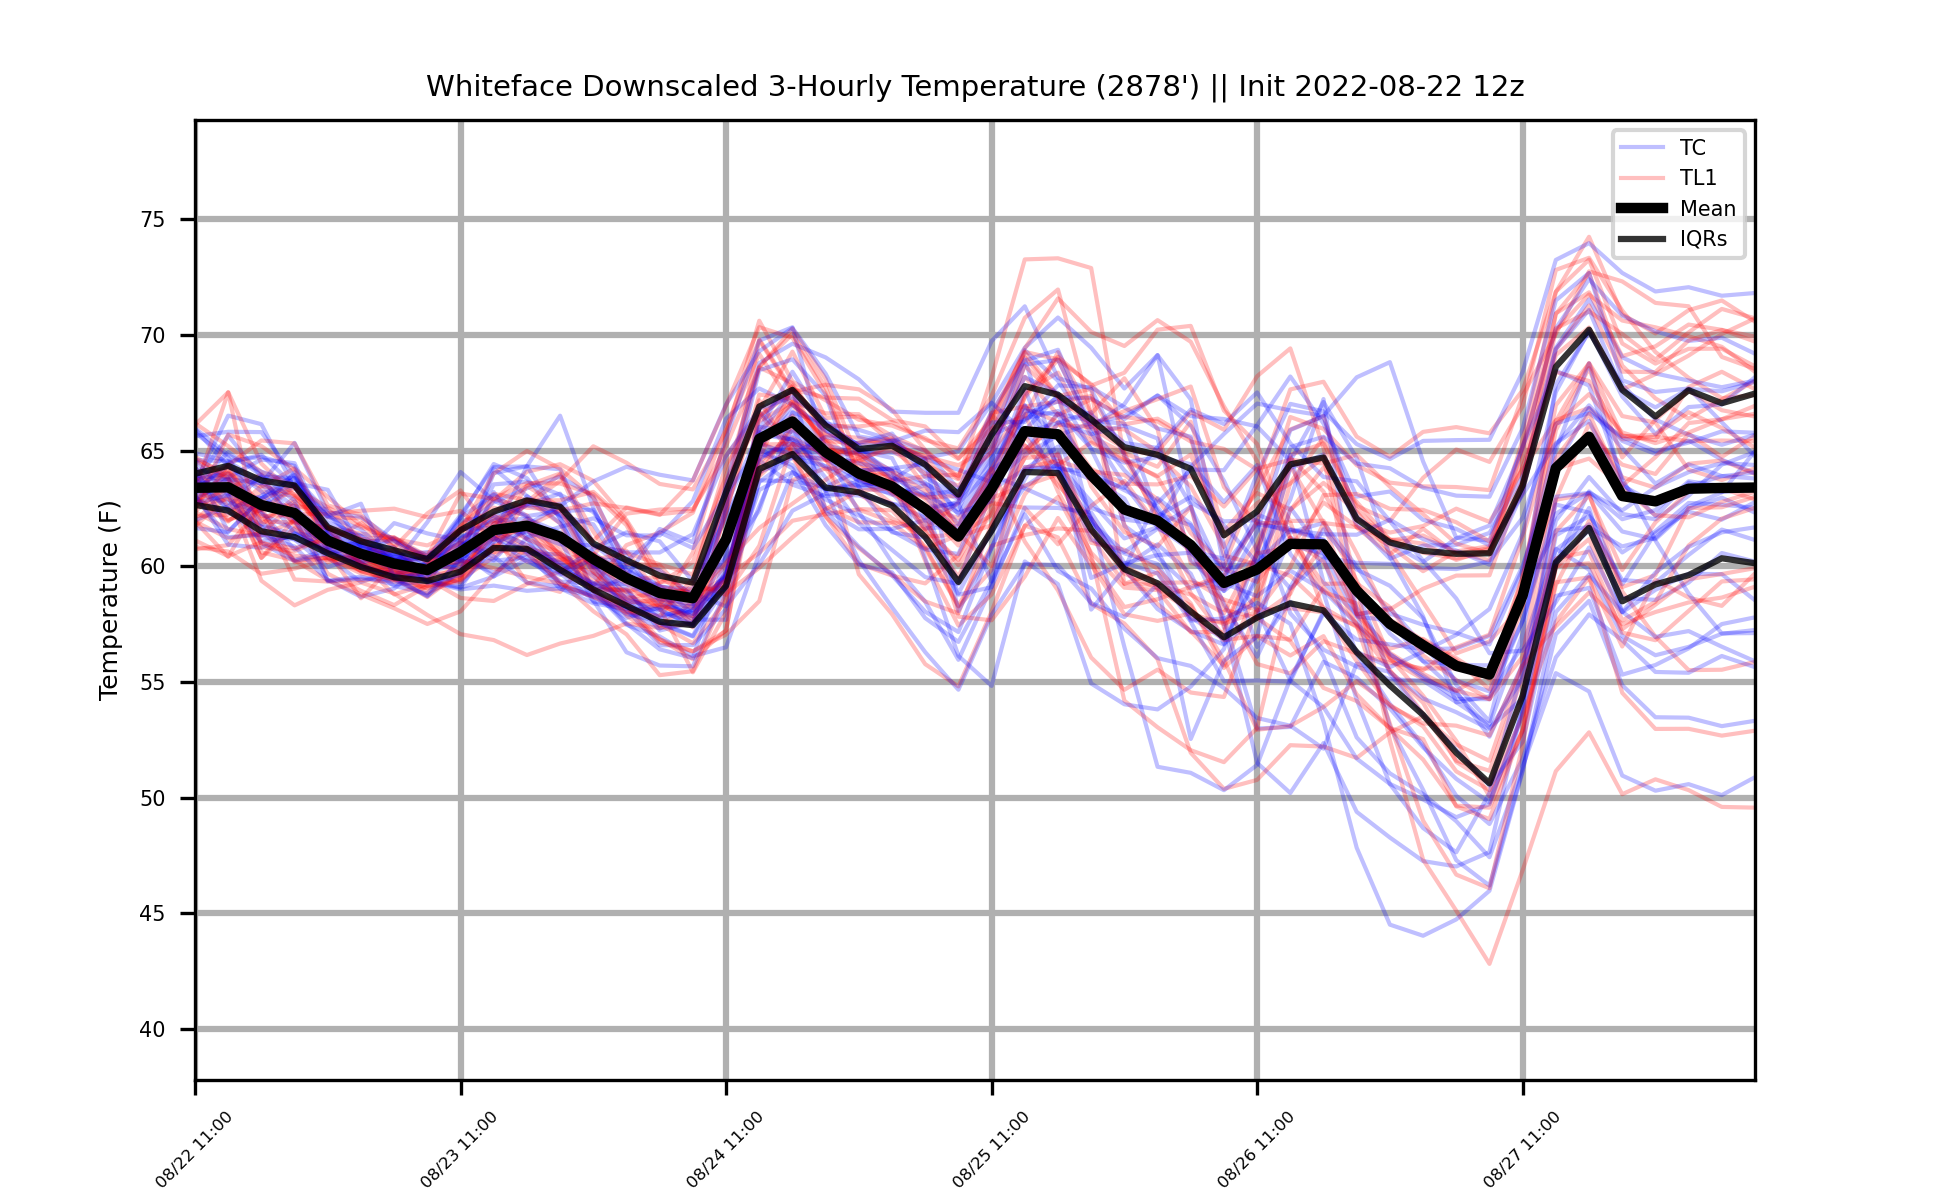 Whiteface Downscaled 3-Hourly Temperature (2878') || Init 2022-08-22 12z
TC
TL1
Mean
IQRs
Temperature (F)
75
70
65
60
55
50
45
40
08/22 11:00
08/23 11:00
08/24 11:00
08/25 11:00
08/26 11:00
08/27 11:00